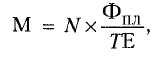 М = N × Фпл / TE,